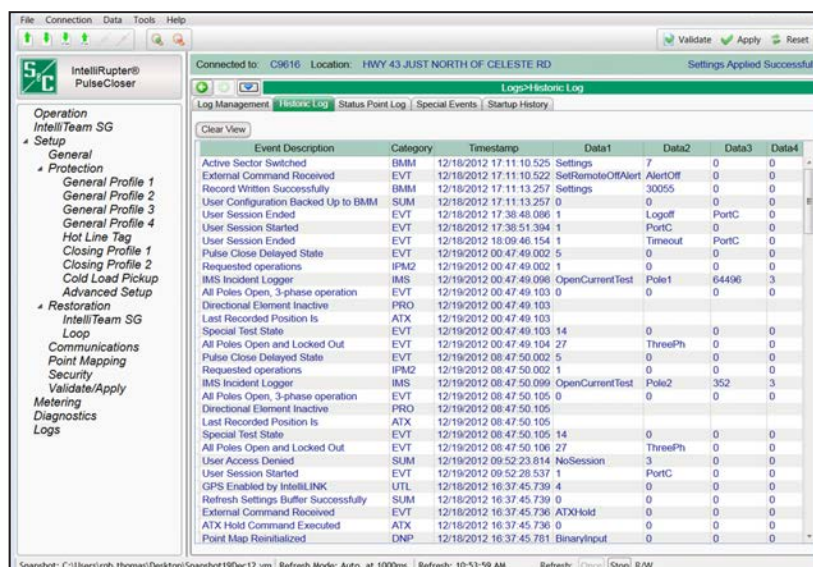 File Connection Data Tools Help
Validate Apply Reset
S&C IntelliRupter®
PulseCloser
Connected to: C9616 Location: HWY 43 JUST NORTH OF CELESTE RD Settings Applied Successful
Logs>Historic Log
Log Management Historic Log Status Point Log Special Events Startup History
Clear View
Operation
IntelliTeam SG
Setup
General
Protection
General Profile 1
General Profile 2
General Profile 3
General Profile 4
Hot Line Tag
Closing Profile 1
Closing Profile 2
Cold Load Pickup
Advanced Setup
Restoration
IntelliTeam SG
Loop
Communications
Point Mapping
Security
Validate/Apply
Metering
Diagnostics
Logs
Event Description Category Timestamp Data1 Data2 Data3 Data4
Active Sector Switched BMM 12/18/2012 17:11:10.525 Settings 7 0 0
External Command Received EVT 12/18/2012 17:11:10.522 SetRemoteOffAlert AlertOff 0 0
Record Written Successfully BMM 12/18/2012 17:11:13.257 Settings 30055 0 0
User Configuration Backed Up to BMM SUM 12/18/2012 17:11:13.257 0 0 0 0
User Session Ended EVT 12/18/2012 17:38:48.086 1 Logoff PortC 0
User Session Started EVT 12/18/2012 17:38:51.394 1 PortC 0 0
User Session Ended EVT 12/18/2012 18:09:46.154 1 Timeout PortC 0
Pulse Close Delayed State EVT 12/19/2012 00:47:49.002 5 0 0 0
Requested operations IPM2 12/19/2012 00:47:49.002 1 0 0 0
IMS Incident Logger IMS 12/19/2012 00:47:49.096 OpenCurrentTest Pole1 64496 3
All Poles Open, 3-phase operation EVT 12/19/2012 00:47:49.103 0 0 0 0
Directional Element Inactive PRO 12/19/2012 00:47:49.103
Last Recorded Position Is ATX 12/19/2012 00:47:49.103
Special Test State EVT 12/19/2012 00:47:49.103 14 0 0 0
All Poles Open and Locked Out EVT 12/19/2012 00:47:49.104 27 ThreePh 0 0
Pulse Close Delayed State EVT 12/19/2012 08:47:50.002 5 0 0 0
Requested operations IPM2 12/19/2012 08:47:50.002 1 0 0 0
IMS Incident Logger IMS 12/19/2012 08:47:50.099 OpenCurrentTest Pole2 352 3
All Poles Open, 3-phase operation EVT 12/19/2012 08:47:50.105 0 0 0 0
Directional Element Inactive PRO 12/19/2012 08:47:50.105
Last Recorded Position Is ATX 12/19/2012 08:47:50.105
Special Test State EVT 12/19/2012 08:47:50.105 14 0 0 0
All Poles Open and Locked Out EVT 12/19/2012 08:47:50.106 27 ThreePh 0 0
User Access Denied SUM 12/19/2012 09:52:23.814 NoSession 3 0 0
User Session Started EVT 12/19/2012 09:52:28.537 1 PortC 0 0
GPS Enabled by IntelliLINK UTL 12/18/2012 16:37:45.739 4 0 0 0
Refresh Settings Buffer Successfully SUM 12/18/2012 16:37:45.739 0 0 0 0
External Command Received EVT 12/18/2012 16:37:45.736 ATXHold 0 0 0
ATX Hold Command Executed ATX 12/18/2012 16:37:45.736 0 0 0 0
Point Map Reinitialized DNP 12/18/2012 16:37:45.781 BinaryInput 0 0 0
Snapshot: C:\Users\rob.thomas\Desktop\Snapshot19Dec12.vm Refresh Mode: Auto, at 1000ms Refresh: 10:53:59 AM Refresh: Once Stop R/W